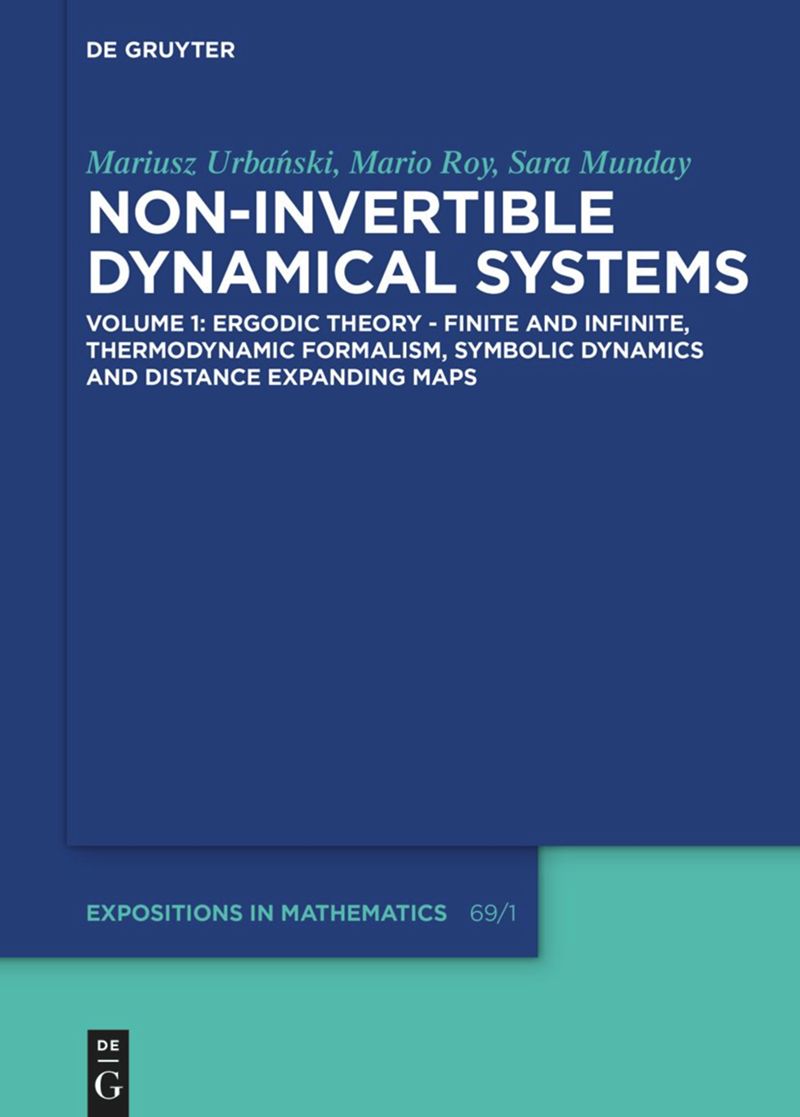 DE GRUYTER
Mariusz Urbański, Mario Roy, Sara Munday
NON-INVERTIBLE
DYNAMICAL SYSTEMS
VOLUME 1: ERGODIC THEORY - FINITE AND INFINITE,
THERMODYNAMIC FORMALISM, SYMBOLIC DYNAMICS
AND DISTANCE EXPANDING MAPS
EXPOSITIONS IN MATHEMATICS 69/1
DE
G